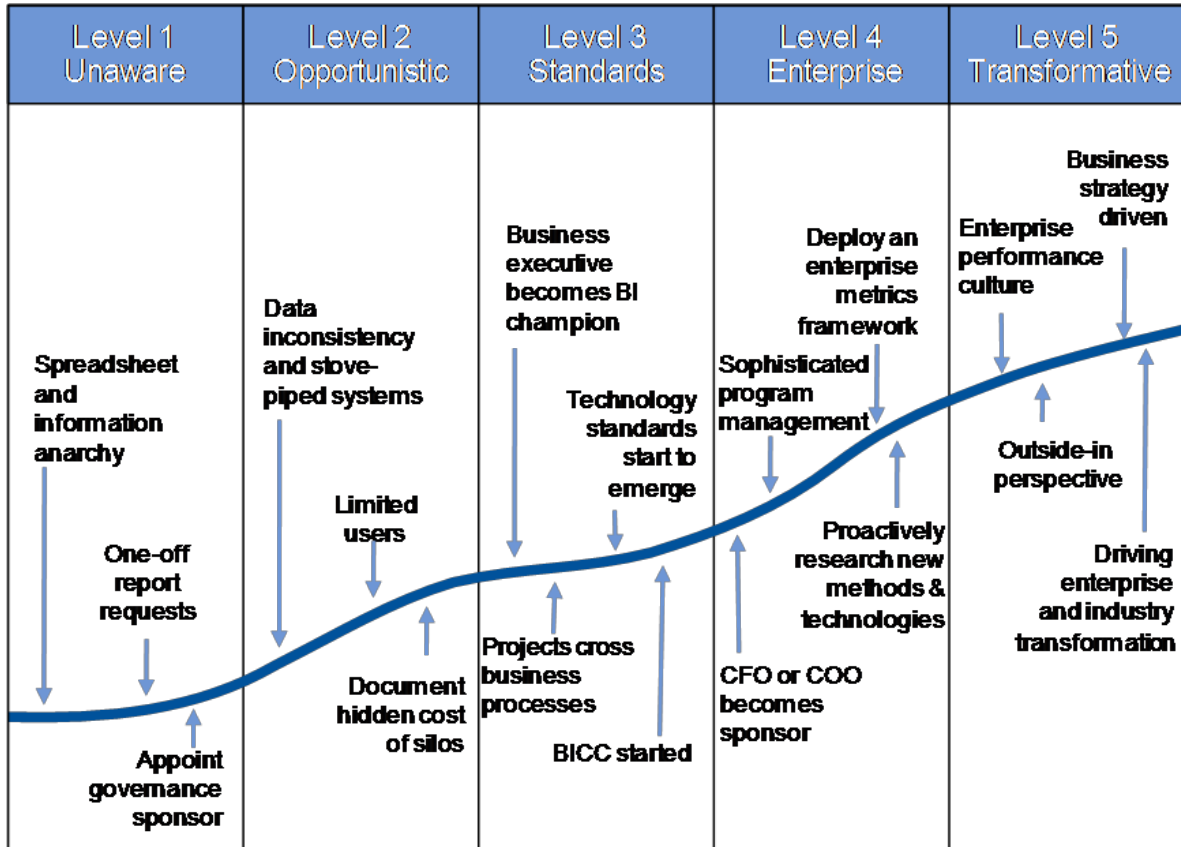 Level 1
Unaware
Level 2
Opportunistic
Level 3
Standards
Level 4
Enterprise
Level 5
Transformative
Spreadsheet
and
information
anarchy
One-off
report
requests
Appoint
governance
sponsor
Data
inconsistency
and stove-
piped systems
Limited
users
Document
hidden cost
of silos
Business
executive
becomes BI
champion
Technology
standards
start to
emerge
Projects cross
business
processes
BICC started
Deploy an
enterprise
metrics
framework
Sophisticated
program
management
Proactively
research new
methods &
technologies
CFO or COO
becomes
sponsor
Business
strategy
driven
Enterprise
performance
culture
Outside-in
perspective
Driving
enterprise
and industry
transformation